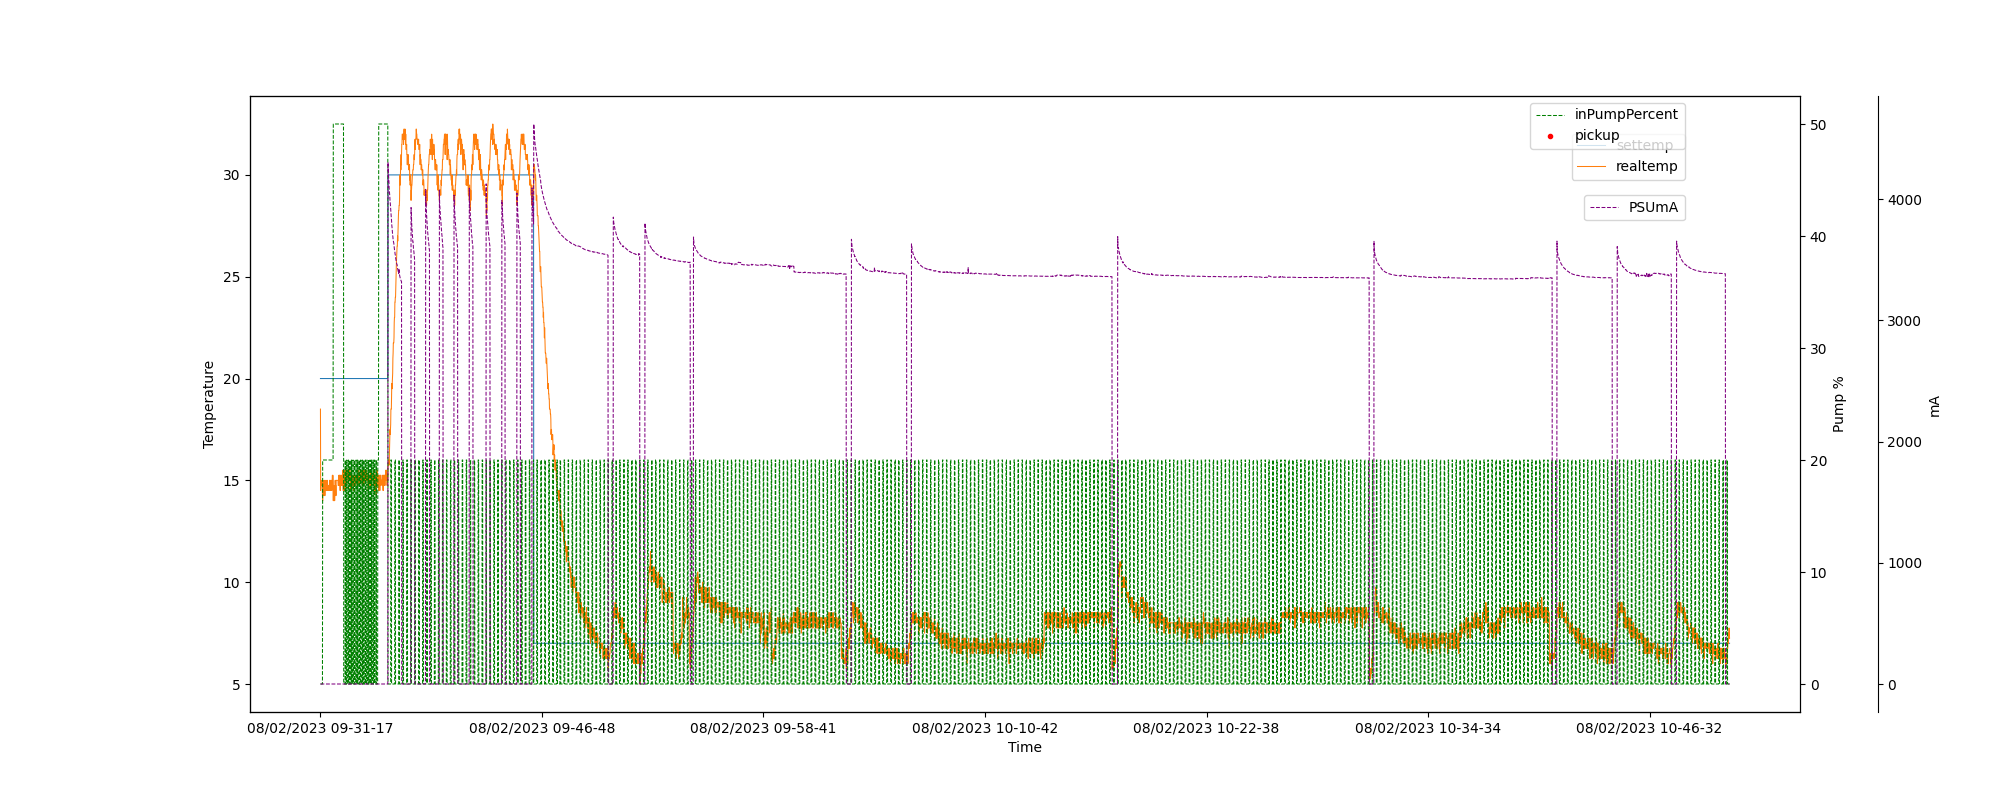 inPumpPercent
pickup
settemp
realtemp
PSUmA
30
25
20
15
10
5
Temperature
50
40
30
20
10
0
Pump %
4000
3000
2000
1000
0
mA
08/02/2023 09-31-17
08/02/2023 09-46-48
08/02/2023 09-58-41
08/02/2023 10-10-42
08/02/2023 10-22-38
08/02/2023 10-34-34
08/02/2023 10-46-32
Time